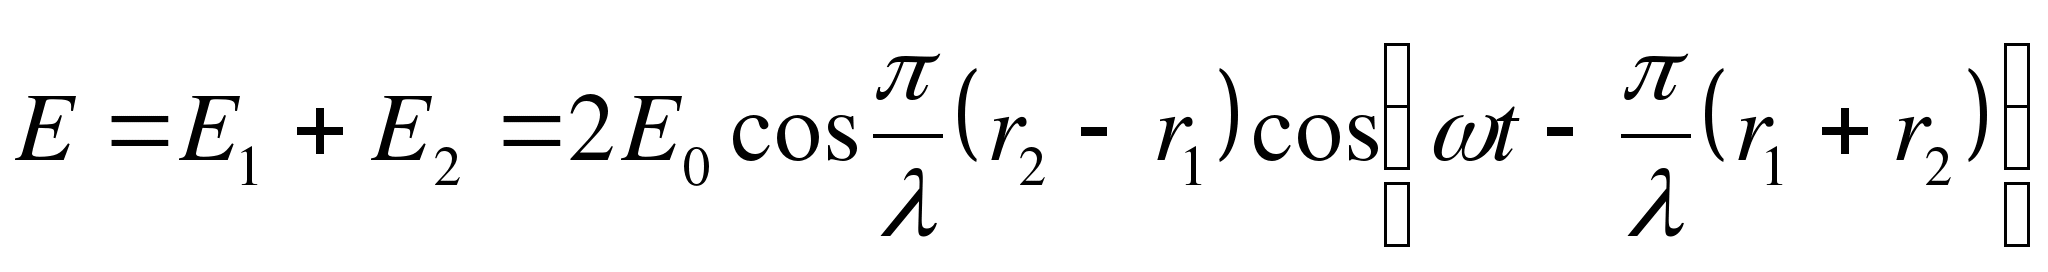 E = E₁ + E₂ = 2E₀ cos π/λ (r₂ - r₁) cos[ωt - π/λ (r₁ + r₂)]